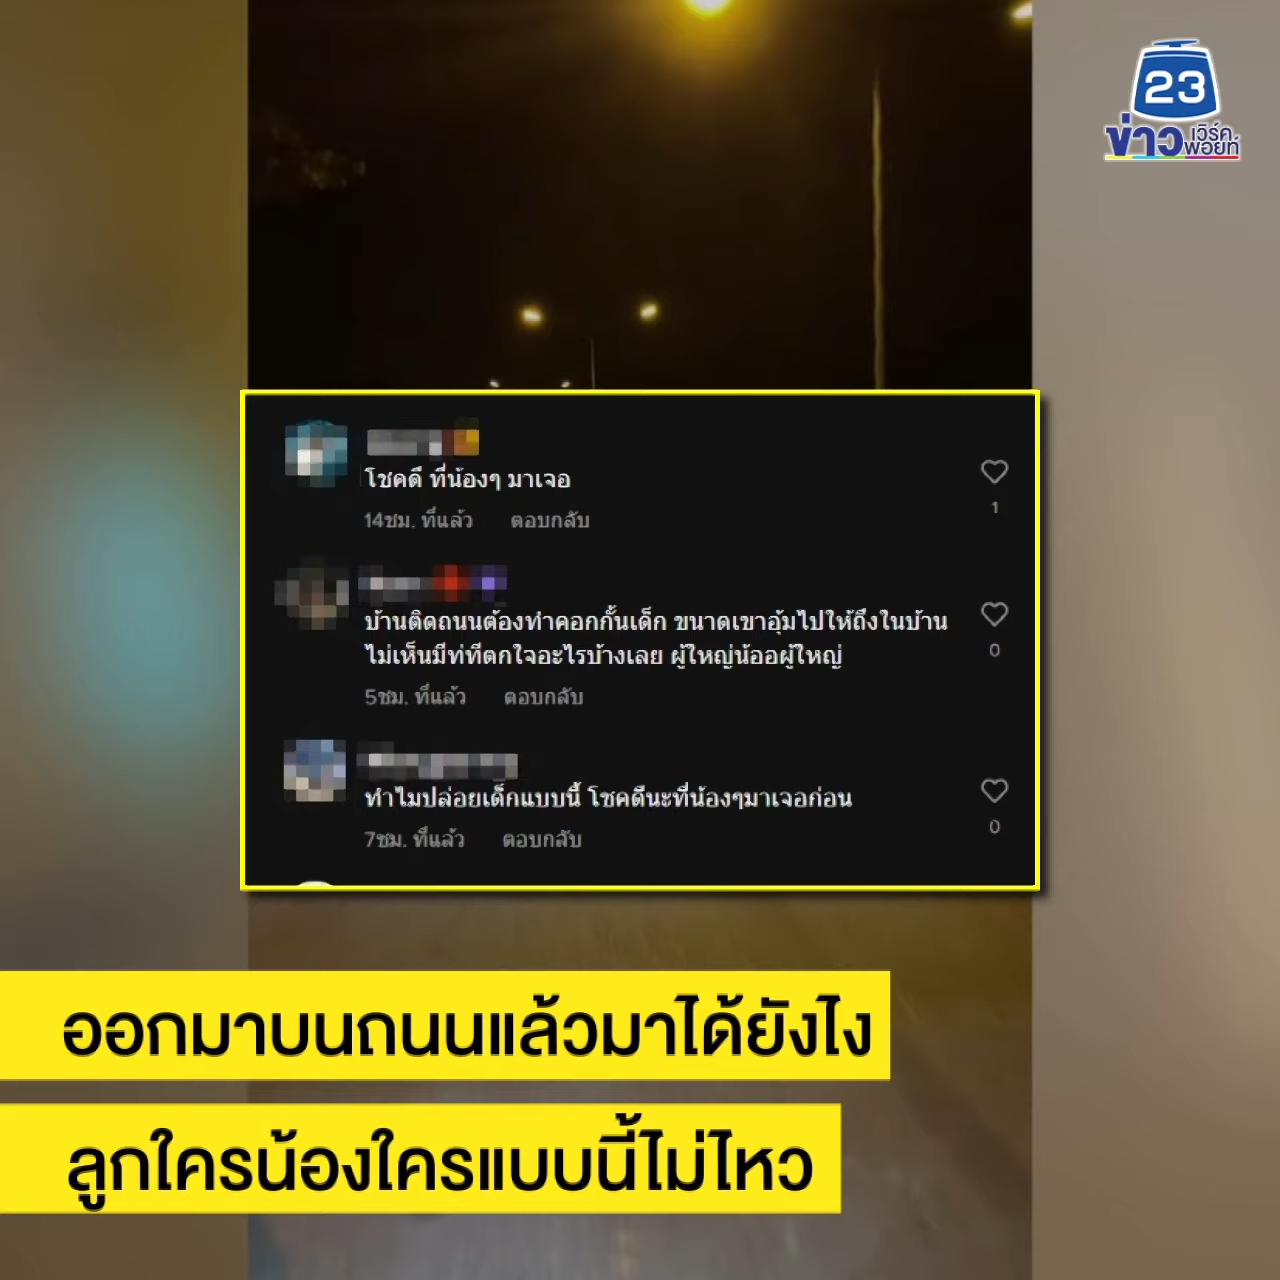 23
ข่าว เวิร์คพอยท์
โชคดี ที่น้องๆ มาเจอ
1
14ชม. ที่แล้ว ตอบกลับ
บ้านติดถนนต้องทำคอกกั้นเด็ก ขนาดเขาอุ้มไปให้ถึงในบ้าน
ไม่เห็นมีท่ทีตกใจอะไรบ้างเลย ผู้ใหญ่น้ออผู้ใหญ่
0
5ชม. ที่แล้ว ตอบกลับ
ทำไมปล่อยเด็กแบบนี้ โชคดีนะที่น้องๆมาเจอก่อน
0
7ชม. ที่แล้ว ตอบกลับ
ออกมาบนถนนแล้วมาได้ยังไง
ลูกใครน้องใครแบบนี้ไม่ไหว